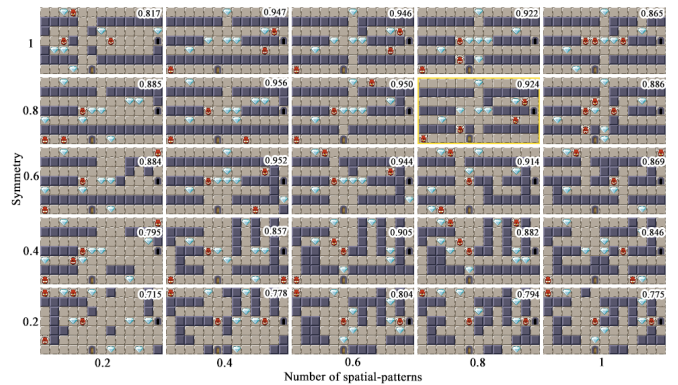 0.817 0.947 0.946 0.922 0.865
1
0.885 0.956 0.950 0.924 0.886
0.8
0.884 0.952 0.944 0.914 0.869
0.6
Symmetry
0.795 0.857 0.905 0.882 0.846
0.4
0.715 0.778 0.804 0.794 0.775
0.2
0.2 0.4 0.6 0.8 1
Number of spatial-patterns